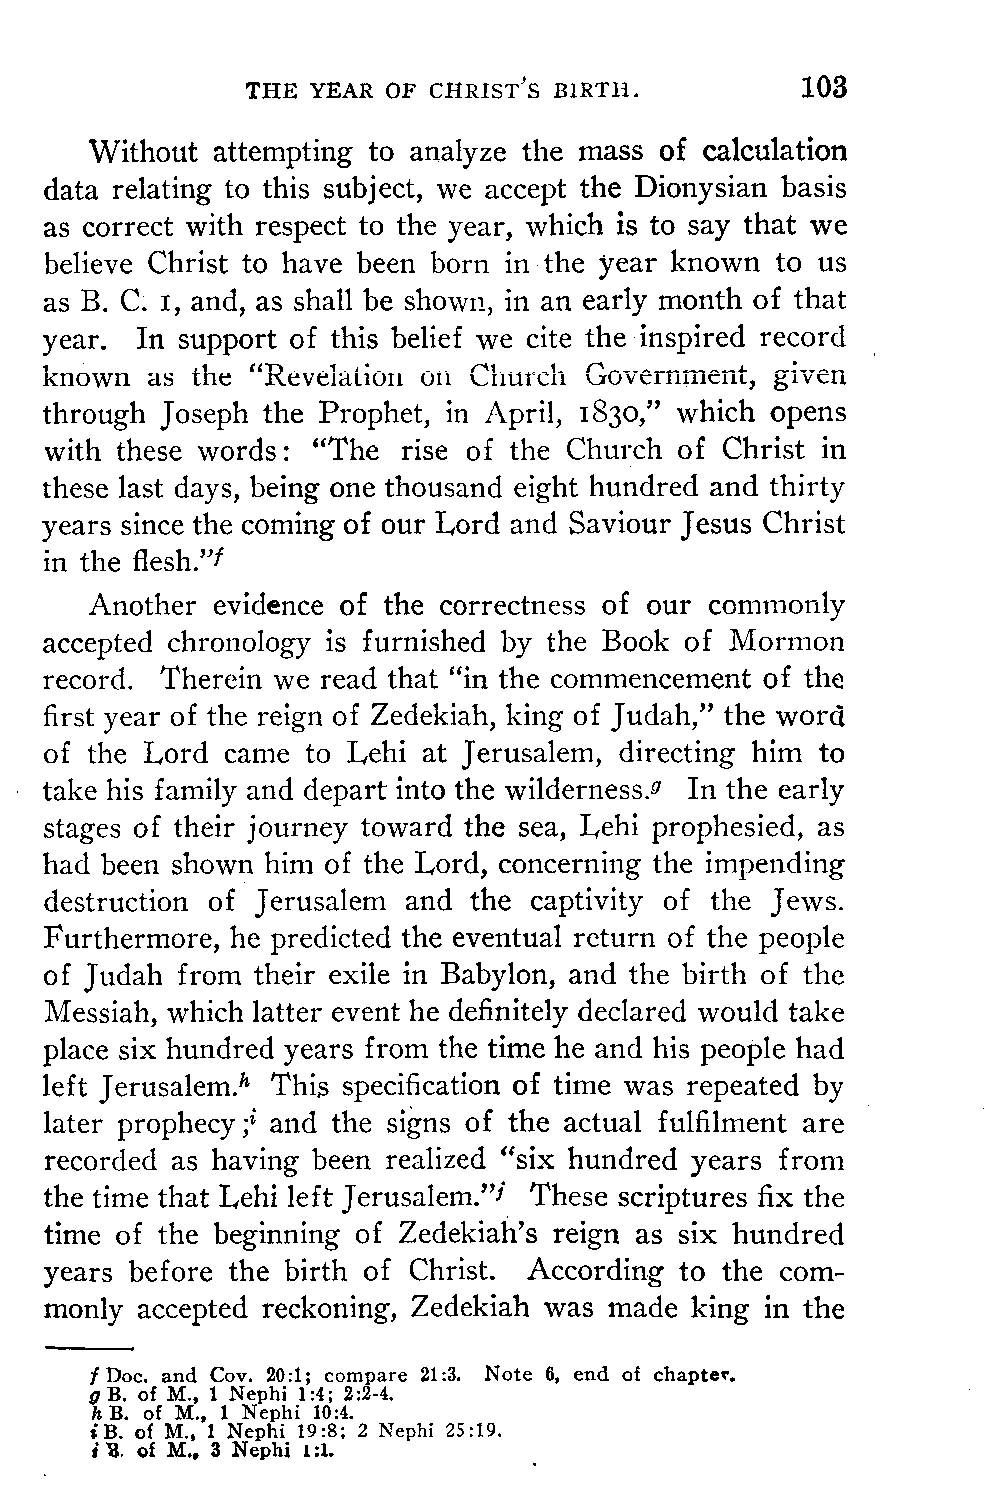 THE YEAR OF CHRIST'S BIRTH. 103
Without attempting to analyze the mass of calculation
data relating to this subject, we accept the Dionysian basis
as correct with respect to the year, which is to say that we
believe Christ to have been born in the year known to us
as B. C. 1, and, as shall be shown, in an early month of that
year. In support of this belief we cite the inspired record
known as the "Revelation on Church Government, given
through Joseph the Prophet, in April, 1830," which opens
with these words: "The rise of the Church of Christ in
these last days, being one thousand eight hundred and thirty
years since the coming of our Lord and Saviour Jesus Christ
in the flesh."f
Another evidence of the correctness of our commonly
accepted chronology is furnished by the Book of Mormon
record. Therein we read that "in the commencement of the
first year of the reign of Zedekiah, king of Judah," the word
of the Lord came to Lehi at Jerusalem, directing him to
take his family and depart into the wilderness.g In the early
stages of their journey toward the sea, Lehi prophesied, as
had been shown him of the Lord, concerning the impending
destruction of Jerusalem and the captivity of the Jews.
Furthermore, he predicted the eventual return of the people
of Judah from their exile in Babylon, and the birth of the
Messiah, which latter event he definitely declared would take
place six hundred years from the time he and his people had
left Jerusalem.h This specification of time was repeated by
later prophecy;i and the signs of the actual fulfilment are
recorded as having been realized "six hundred years from
the time that Lehi left Jerusalem."j These scriptures fix the
time of the beginning of Zedekiah's reign as six hundred
years before the birth of Christ. According to the com-
monly accepted reckoning, Zedekiah was made king in the
f Doc. and Cov. 20:1; compare 21:3. Note 6, end of chapter.
g B. of M., 1 Nephi 1:4; 2:2-4.
h B. of M., 1 Nephi 10:4.
i B. of M., 1 Nephi 19:8; 2 Nephi 25:19.
j B. of M., 3 Nephi 1:1.